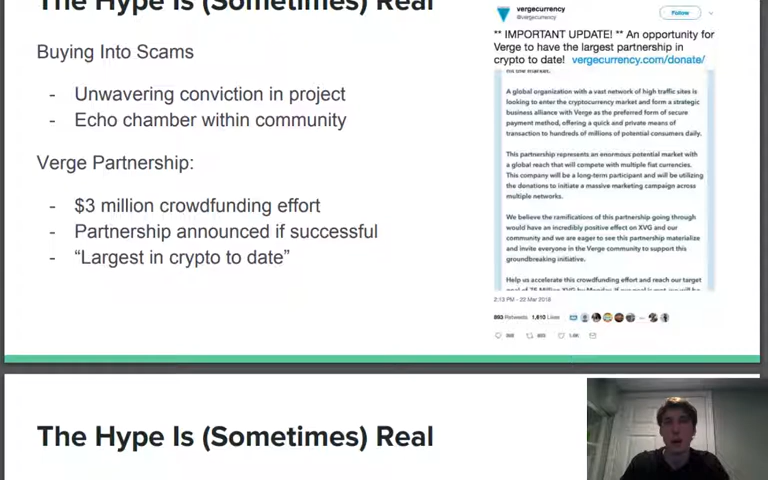 The Hype Is (Sometimes) Real
Buying Into Scams
- Unwavering conviction in project
- Echo chamber within community
Verge Partnership:
- $3 million crowdfunding effort
- Partnership announced if successful
- “Largest in crypto to date”
vergecurrency
@vergecurrency
Follow
** IMPORTANT UPDATE! ** An opportunity for
Verge to have the largest partnership in
crypto to date! vergecurrency.com/donate/
hit the market.
A global organization with a vast network of high traffic sites is
looking to enter the cryptocurrency market and form a strategic
business alliance with Verge as the preferred form of secure
payment method, offering a quick and private means of
transaction to hundreds of millions of potential consumers daily.
This partnership represents an enormous potential market with
a global reach that will compete with multiple fiat currencies.
This company will be a long-term participant and will be utilizing
the donations to initiate a massive marketing campaign across
multiple networks.
We believe the ramifications of this partnership going through
would have an incredibly positive effect on XVG and our
community and we are eager to see this partnership materialize
and invite everyone in the Verge community to support this
groundbreaking initiative.
Help us accelerate this crowdfunding effort and reach our target
2:13 PM - 22 Mar 2018
893 Retweets 1,610 Likes
The Hype Is (Sometimes) Real